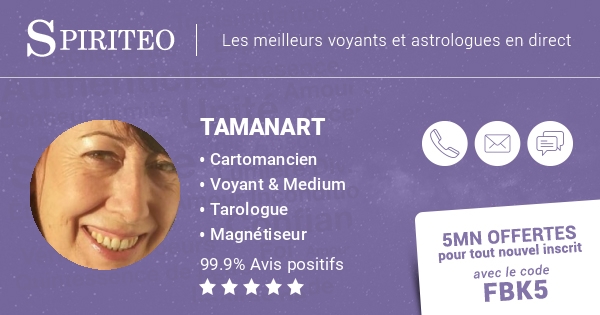 SPIRITEO
Les meilleurs voyants et astrologues en direct
TAMANART
• Cartomancien
• Voyant & Medium
• Tarologue
• Magnétiseur
99.9% Avis positifs
5MN OFFERTES
pour tout nouvel inscrit
avec le code
FBK5